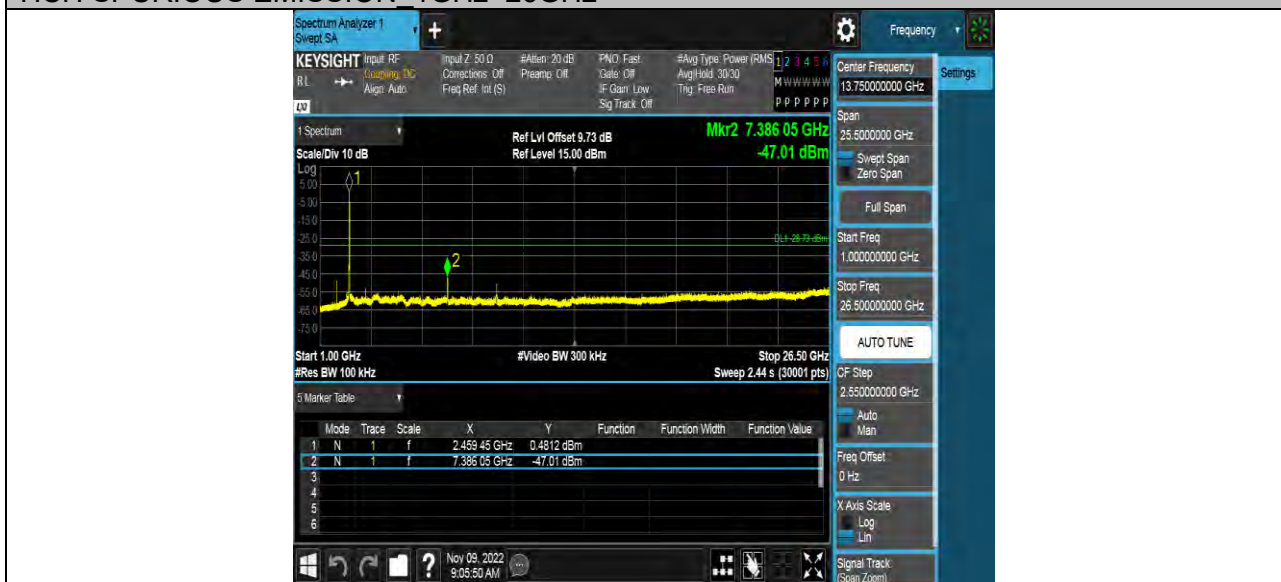 Spectrum Analyzer 1
Swept SA
+
Frequency
KEYSIGHT
Input: RF
Coupling: DC
Align: Auto
Input Z: 50 Ω
Corrections: Off
Freq Ref: Int (S)
#Atten: 20 dB
Preamp: Off
PNO: Fast
Gate: Off
IF Gain: Low
Sig Track: Off
#Avg Type: Power (RMS
Avg|Hold: 30/30
Trig: Free Run
1 2 3 4 5 6
M W W W W W
P P P P P P
RL
LXI
Center Frequency
13.750000000 GHz
Settings
Span
25.5000000 GHz
Swept Span
Zero Span
Full Span
Start Freq
1.000000000 GHz
Stop Freq
26.500000000 GHz
AUTO TUNE
CF Step
2.550000000 GHz
Auto
Man
Freq Offset
0 Hz
X Axis Scale
Log
Lin
Signal Track
(Span Zoom)
1 Spectrum
Ref Lvl Offset 9.73 dB
Mkr2 7.386 05 GHz
Scale/Div 10 dB
Ref Level 15.00 dBm
-47.01 dBm
Log
1
5.00
-5.00
-15.0
-25.0
DL1 -28.73 dBm
-35.0
2
-45.0
-55.0
-65.0
-75.0
Start 1.00 GHz
#Video BW 300 kHz
Stop 26.50 GHz
#Res BW 100 kHz
Sweep 2.44 s (30001 pts)
5 Marker Table
Mode Trace Scale X Y Function Function Width Function Value
1 N 1 f 2.459 45 GHz 0.4812 dBm
2 N 1 f 7.386 05 GHz -47.01 dBm
3
4
5
6
?
Nov 09, 2022
9:05:50 AM